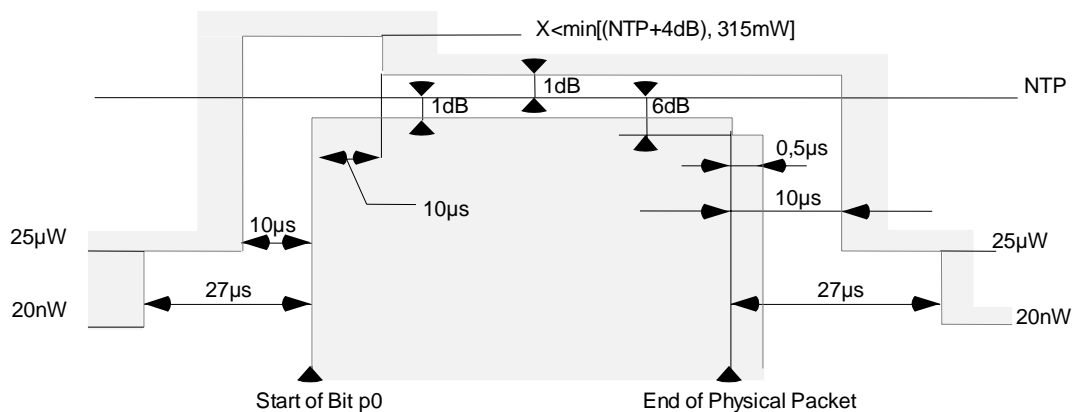 X<min[(NTP+4dB), 315mW]
NTP
1dB
1dB
6dB
0,5µs
10µs
10µs
10µs
25µW
25µW
27µs
27µs
20nW
20nW
Start of Bit p0
End of Physical Packet